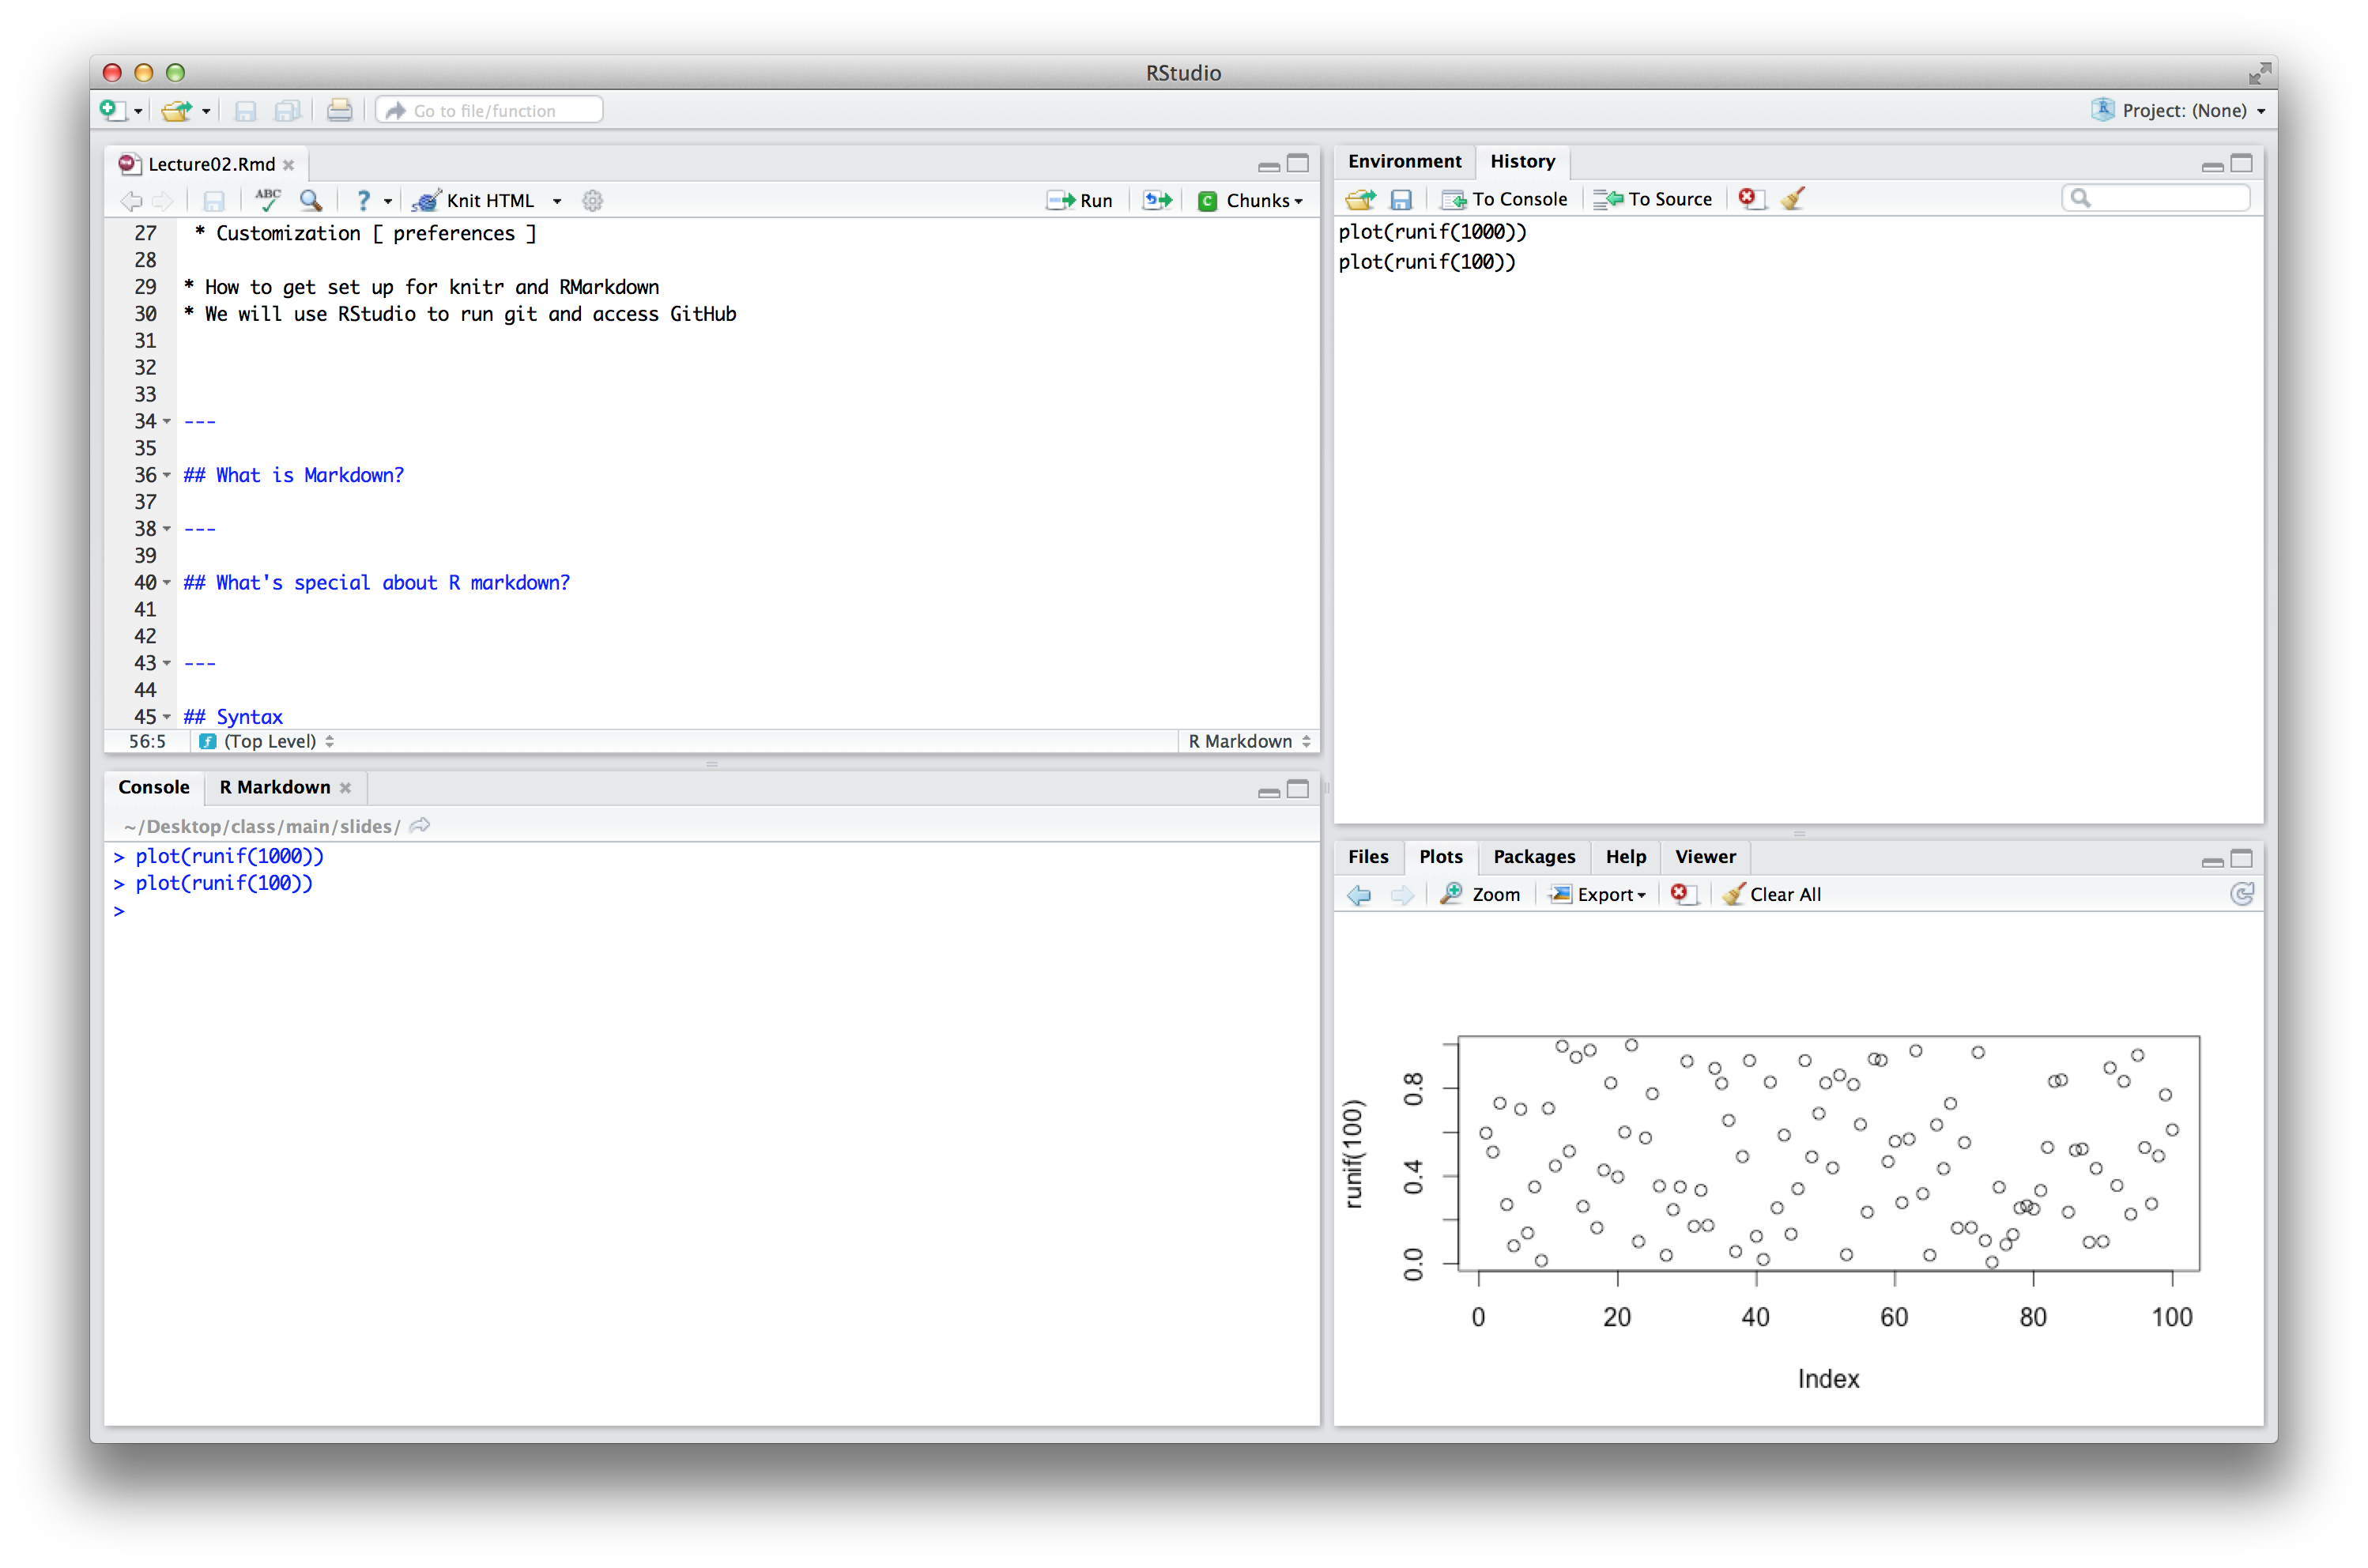 RStudio
Go to file/function
Project: (None)
Lecture02.Rmd
ABC
? Knit HTML
Run
C Chunks
27 * Customization [ preferences ]
28
29 * How to get set up for knitr and RMarkdown
30 * We will use RStudio to run git and access GitHub
31
32
33
34 ---
35
36 ## What is Markdown?
37
38 ---
39
40 ## What's special about R markdown?
41
42
43 ---
44
45 ## Syntax
56:5 (Top Level) R Markdown
Console R Markdown
~/Desktop/class/main/slides/
> plot(runif(1000))
> plot(runif(100))
>
Environment History
To Console To Source
plot(runif(1000))
plot(runif(100))
Files Plots Packages Help Viewer
Zoom Export Clear All
runif(100)
0.8
0.4
0.0
0 20 40 60 80 100
Index